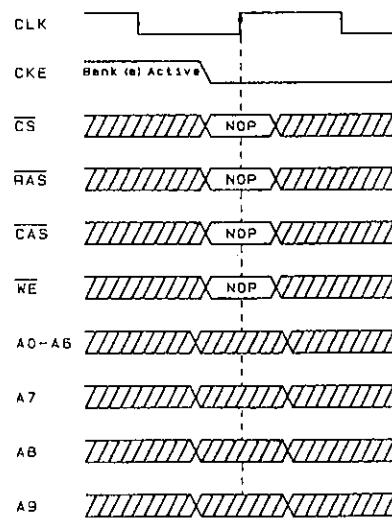 CLK
CKE Bank (a) Active
CS NOP
RAS NOP
CAS NOP
WE NOP
A0-A6
A7
A8
A9